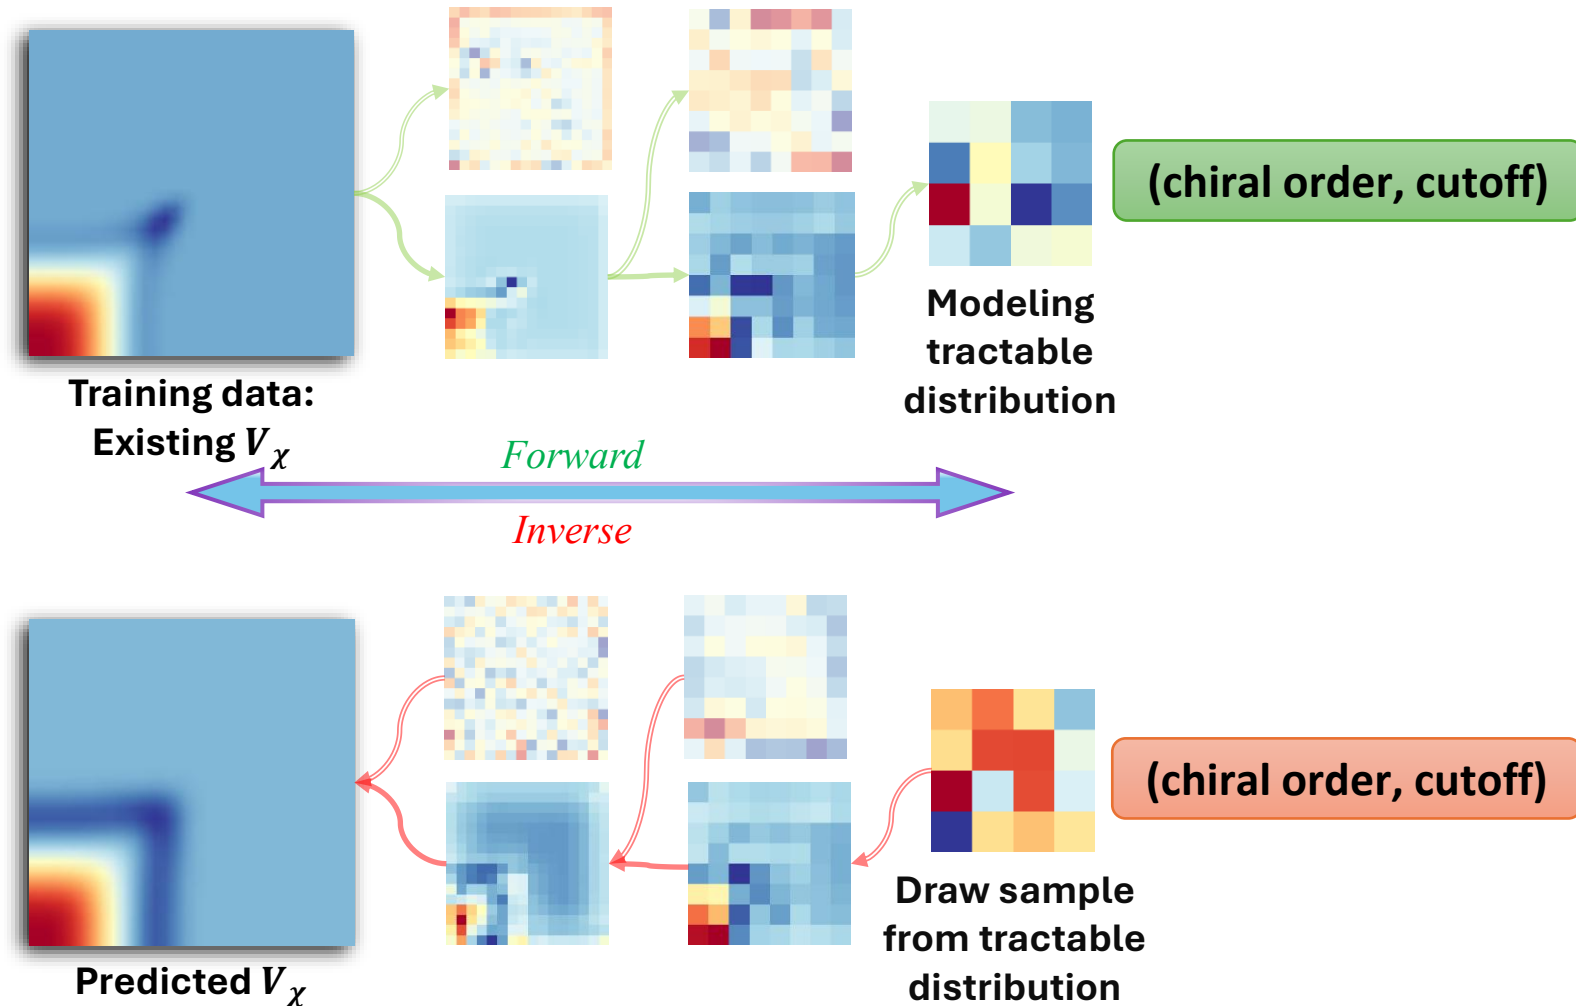 (chiral order, cutoff)
Modeling
tractable
distribution
Training data:
Existing V_χ
Forward
Inverse
(chiral order, cutoff)
Draw sample
from tractable
distribution
Predicted V_χ